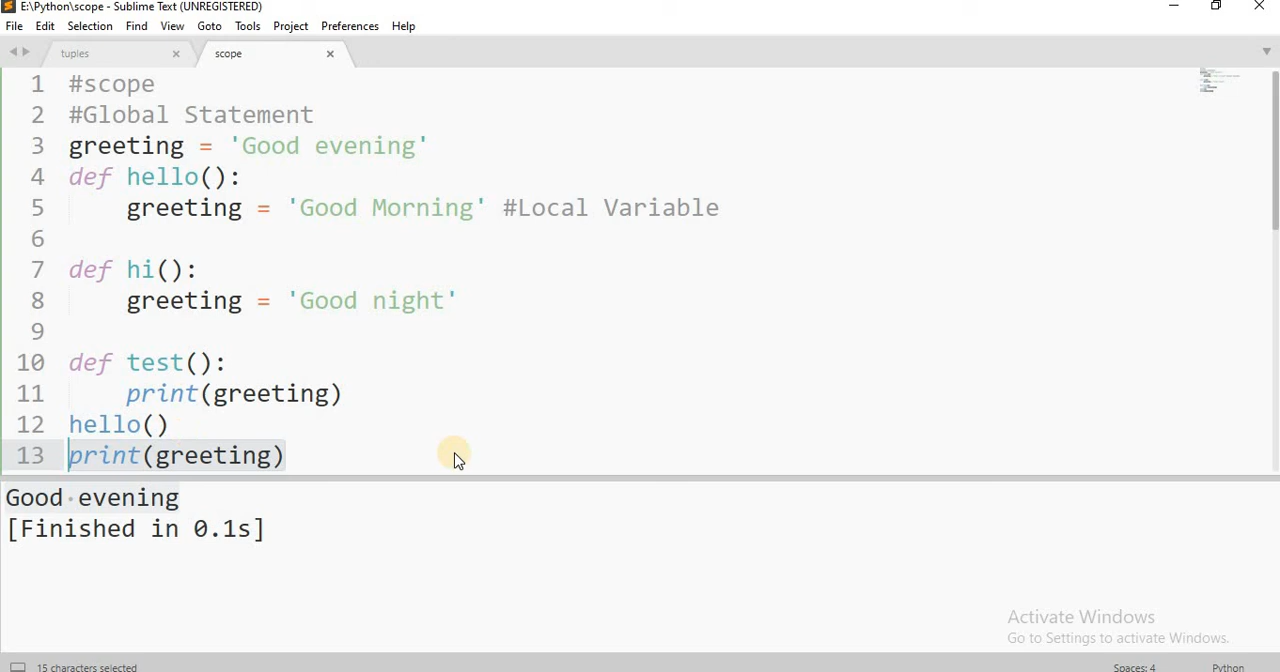 E:\Python\scope - Sublime Text (UNREGISTERED)
File Edit Selection Find View Goto Tools Project Preferences Help
tuples × scope ×
1 #scope
2 #Global Statement
3 greeting = 'Good evening'
4 def hello():
5 greeting = 'Good Morning' #Local Variable
6
7 def hi():
8 greeting = 'Good night'
9
10 def test():
11 print(greeting)
12 hello()
13 print(greeting)
Good·evening
[Finished in 0.1s]
Activate Windows
Go to Settings to activate Windows.
15 characters selected Spaces: 4 Python